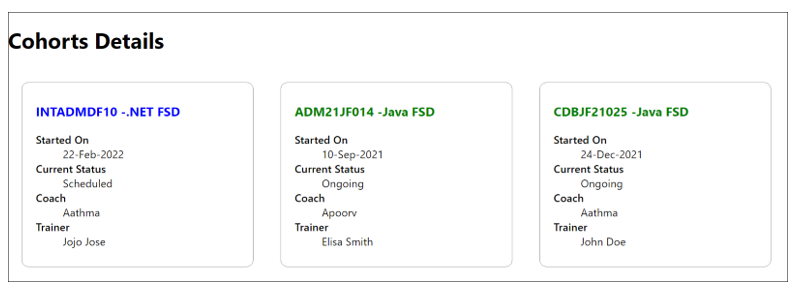 Cohorts Details
INTADMDF10 -.NET FSD
Started On
22-Feb-2022
Current Status
Scheduled
Coach
Aathma
Trainer
Jojo Jose
ADM21JF014 -Java FSD
Started On
10-Sep-2021
Current Status
Ongoing
Coach
Apoorv
Trainer
Elisa Smith
CDBJF21025 -Java FSD
Started On
24-Dec-2021
Current Status
Ongoing
Coach
Aathma
Trainer
John Doe